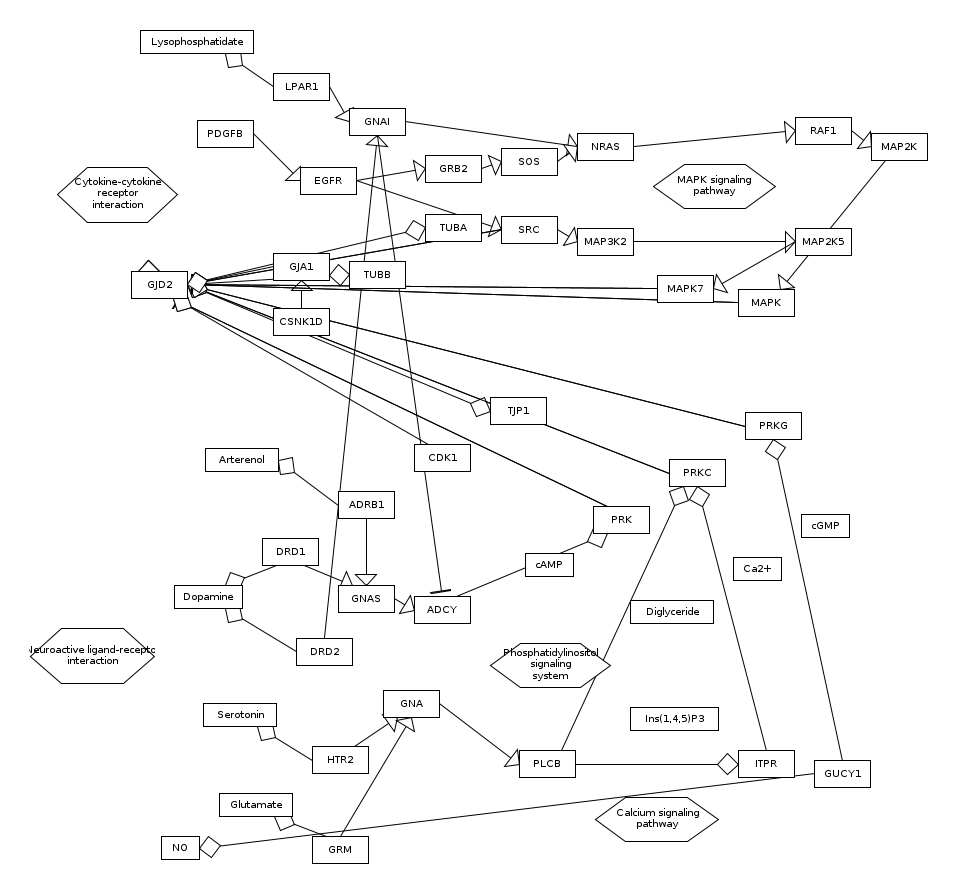 Lysophosphatidate
LPAR1
GNAI
PDGFB
RAF1
NRAS
MAP2K
SOS
GRB2
EGFR
Cytokine-cytokine
receptor
interaction
MAPK signaling
pathway
TUBA
SRC
MAP3K2
MAP2K5
GJA1
TUBB
GJD2
MAPK7
MAPK
CSNK1D
TJP1
PRKG
Arterenol
CDK1
PRKC
ADRB1
PRK
cGMP
DRD1
cAMP
Ca2+
Dopamine
GNAS
ADCY
Diglyceride
DRD2
Neuroactive ligand-recepto
interaction
Phosphatidylinositol
signaling
system
GNA
Serotonin
Ins(1,4,5)P3
HTR2
PLCB
ITPR
GUCY1
Glutamate
Calcium signaling
pathway
NO
GRM